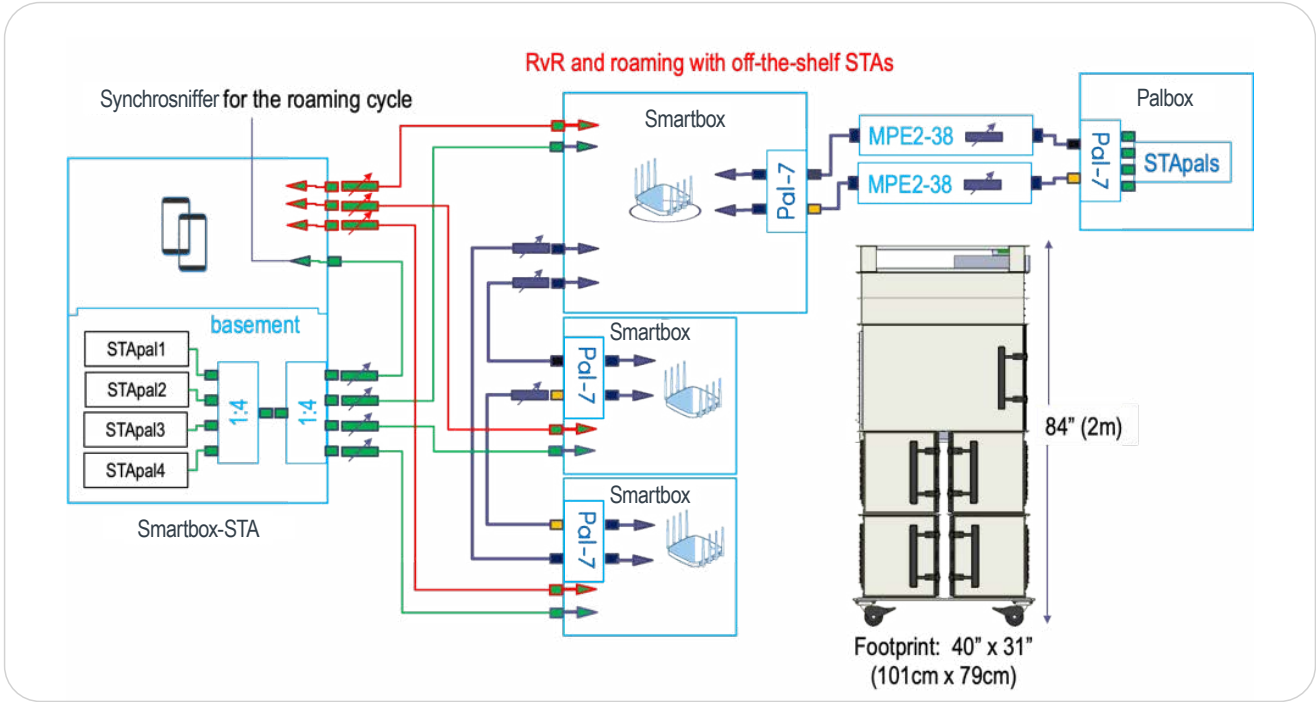 RvR and roaming with off-the-shelf STAs
Synchrosniffer for the roaming cycle
Smartbox
Pal-7
MPE2-38
MPE2-38
Palbox
Pal-7
STApals
basement
STApal1
STApal2
STApal3
STApal4
1:4
1:4
Smartbox-STA
Smartbox
Pal-7
Smartbox
Pal-7
84” (2m)
Footprint: 40” x 31”
(101cm x 79cm)